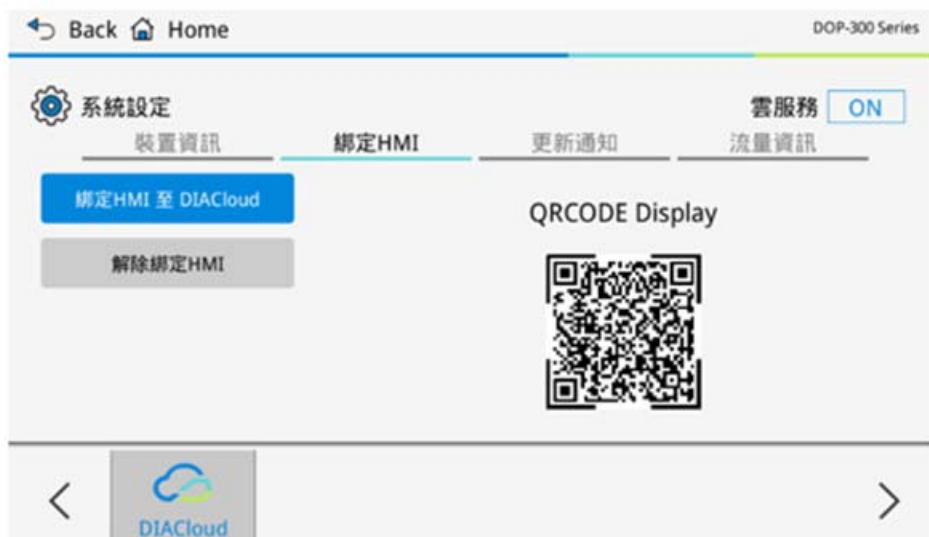 Back Home DOP-300 Series
系統設定 雲服務 ON
裝置資訊 綁定HMI 更新通知 流量資訊
綁定HMI 至 DIACloud
QRCODE Display
解除綁定HMI
DIACloud